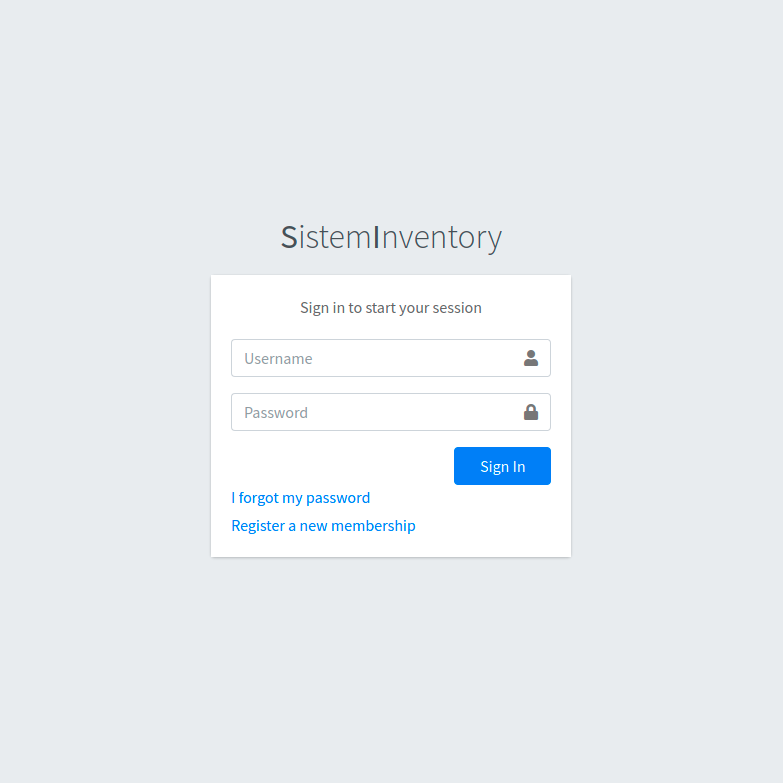 SistemInventory
Sign in to start your session
Username
Password
Sign In
I forgot my password
Register a new membership